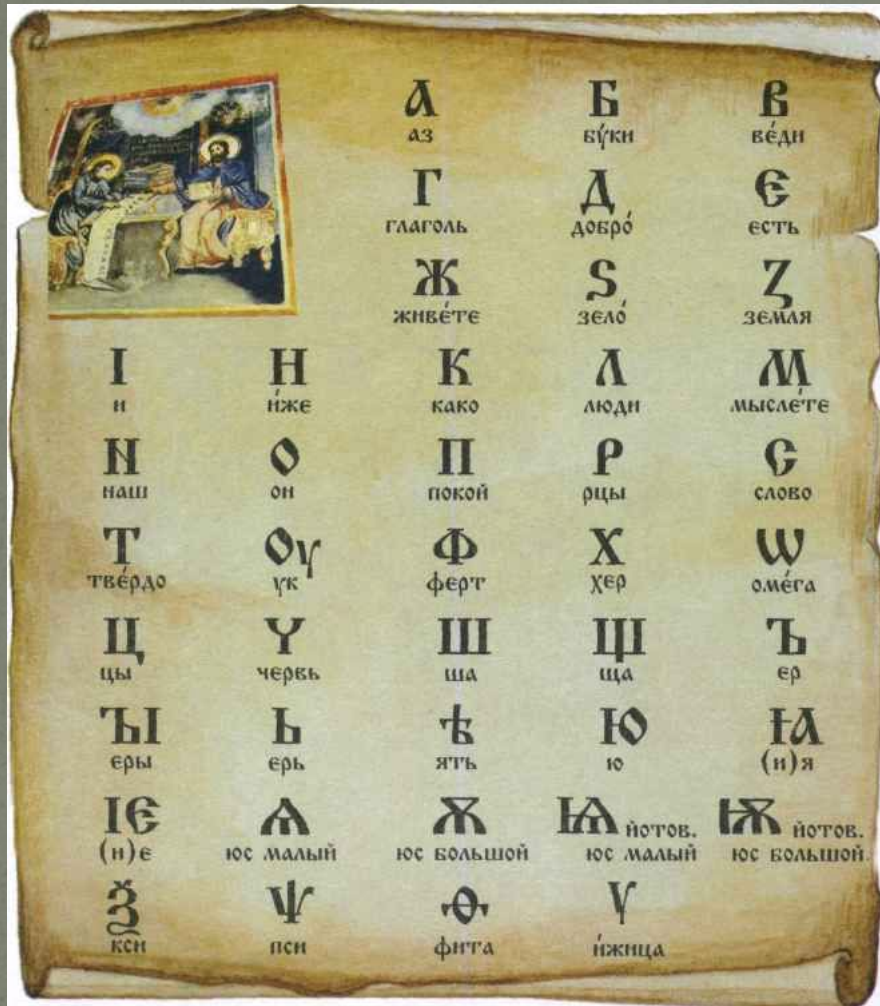 А Б В
аз бу́ки ве́ди
Г Д Є
глаголь добро́ єсть
Ж Ѕ Ꙁ
живе́те зело́ земля
І Н К Л М
и и́же како люди мысле́те
N О П Р С
наш он покой рцы слово
Т Оу Ф Х Ѡ
тве́рдо ук ферт хер оме́га
Ц Ч Ш Щ Ъ
цы червь ша ща ер
ЪІ Ь Ѣ Ю Ꙗ
еры ерь ять ю (и)я
Ѥ Ѧ Ѫ Ѩ йотов. Ѭ йотов.
(и)е юс малый юс большой юс малый юс большой
Ѯ Ѱ Ѳ Ѵ
кси пси фита и́жица